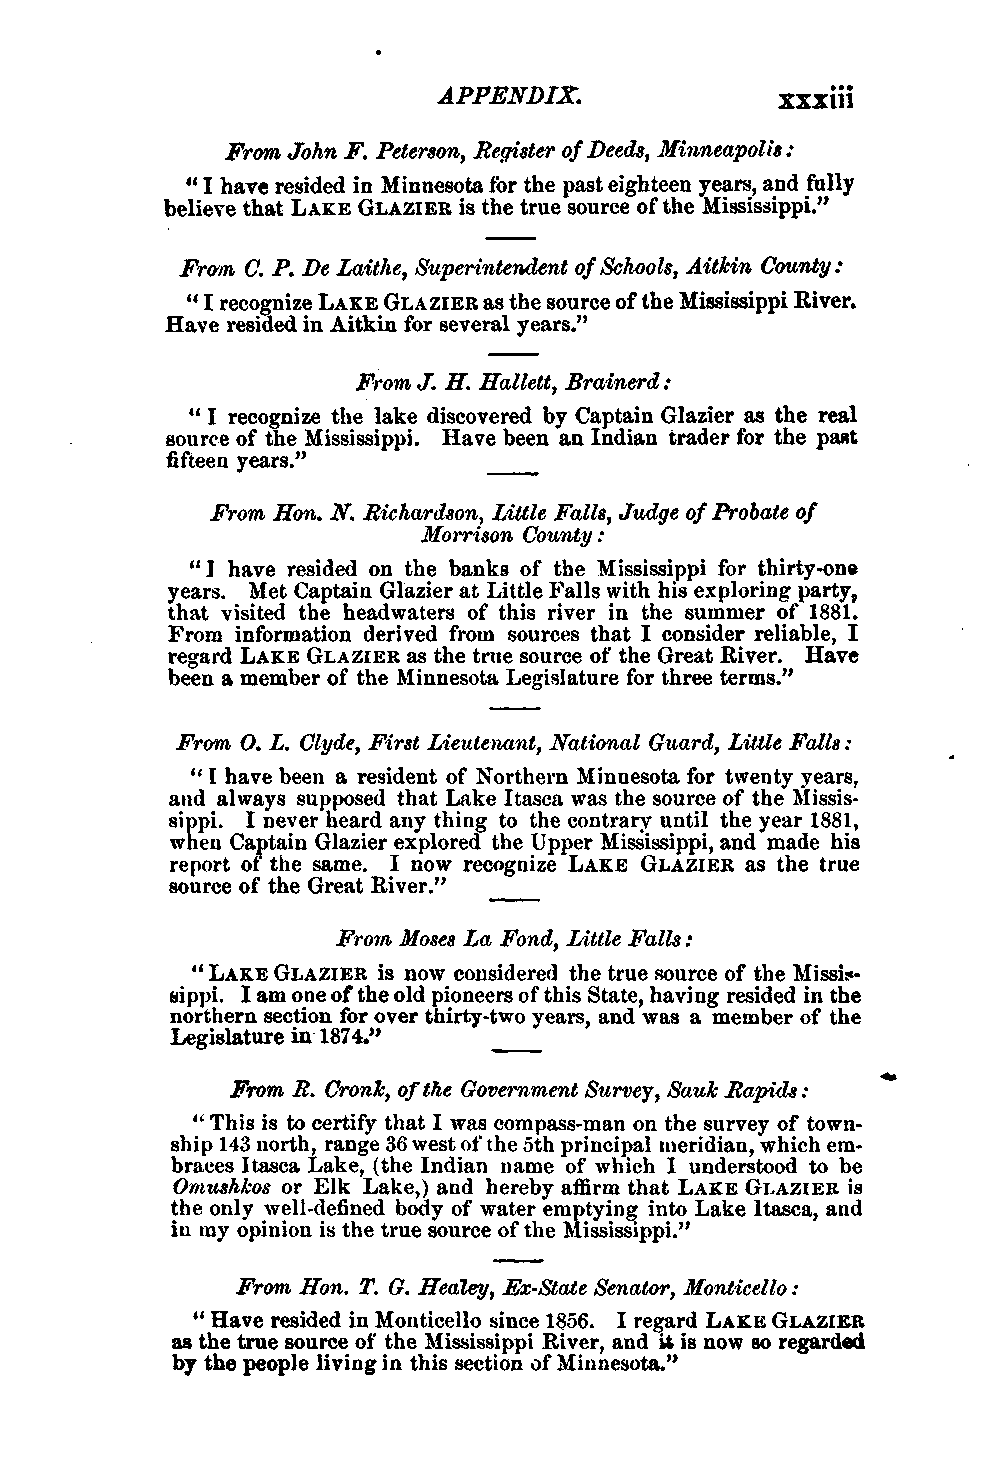 APPENDIX. xxxiii
From John F. Peterson, Register of Deeds, Minneapolis:
"I have resided in Minnesota for the past eighteen years, and fully
believe that LAKE GLAZIER is the true source of the Mississippi."
From C. P. De Laithe, Superintendent of Schools, Aitkin County:
"I recognize LAKE GLAZIER as the source of the Mississippi River.
Have resided in Aitkin for several years."
From J. H. Hallett, Brainerd:
"I recognize the lake discovered by Captain Glazier as the real
source of the Mississippi. Have been an Indian trader for the past
fifteen years."
From Hon. N. Richardson, Little Falls, Judge of Probate of
Morrison County:
"I have resided on the banks of the Mississippi for thirty-one
years. Met Captain Glazier at Little Falls with his exploring party,
that visited the headwaters of this river in the summer of 1881.
From information derived from sources that I consider reliable, I
regard LAKE GLAZIER as the true source of the Great River. Have
been a member of the Minnesota Legislature for three terms."
From O. L. Clyde, First Lieutenant, National Guard, Little Falls:
"I have been a resident of Northern Minnesota for twenty years,
and always supposed that Lake Itasca was the source of the Missis-
sippi. I never heard any thing to the contrary until the year 1881,
when Captain Glazier explored the Upper Mississippi, and made his
report of the same. I now recognize LAKE GLAZIER as the true
source of the Great River."
From Moses La Fond, Little Falls:
"LAKE GLAZIER is now considered the true source of the Missis-
sippi. I am one of the old pioneers of this State, having resided in the
northern section for over thirty-two years, and was a member of the
Legislature in 1874."
From R. Cronk, of the Government Survey, Sauk Rapids:
"This is to certify that I was compass-man on the survey of town-
ship 143 north, range 36 west of the 5th principal meridian, which em-
braces Itasca Lake, (the Indian name of which I understood to be
Omushkos or Elk Lake,) and hereby affirm that LAKE GLAZIER is
the only well-defined body of water emptying into Lake Itasca, and
in my opinion is the true source of the Mississippi."
From Hon. T. G. Healey, Ex-State Senator, Monticello:
"Have resided in Monticello since 1856. I regard LAKE GLAZIER
as the true source of the Mississippi River, and it is now so regarded
by the people living in this section of Minnesota."